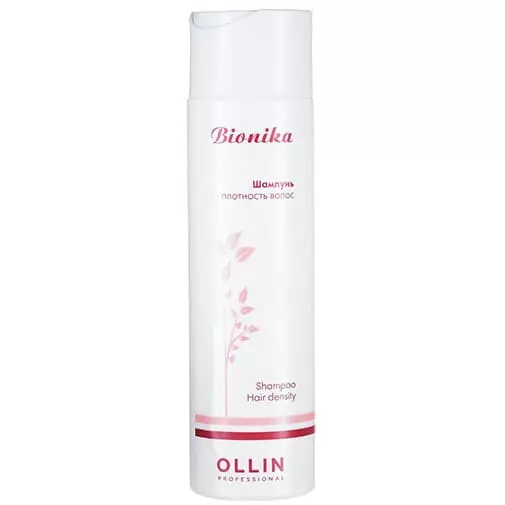 Bionika
Шампунь
плотность волос
Shampoo
Hair density
OLLIN
PROFESSIONAL